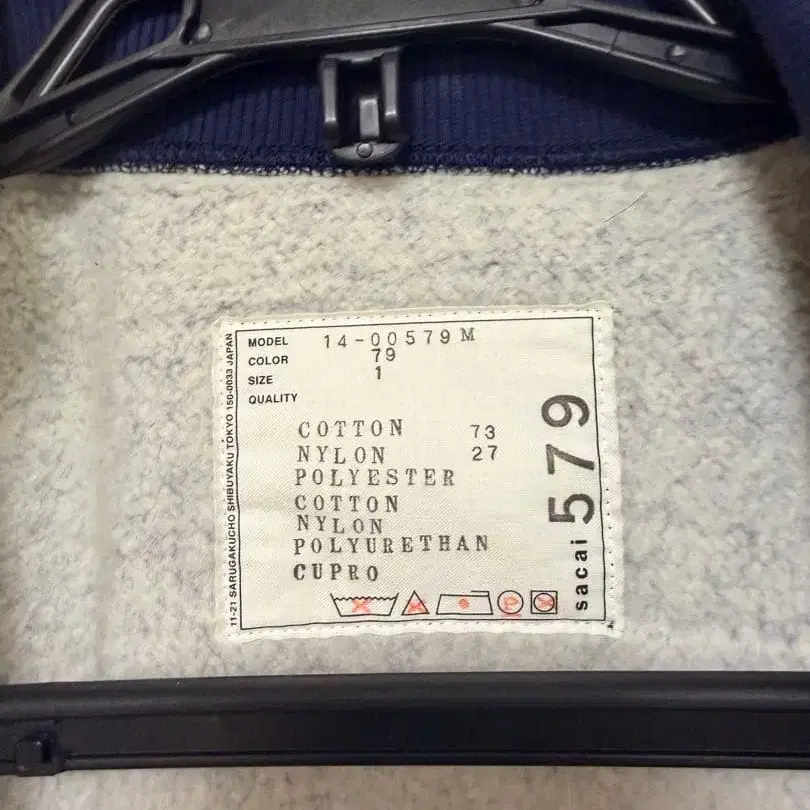 MODEL 14-00579M
COLOR 79
SIZE 1
QUALITY
COTTON 73
NYLON 27
POLYESTER
COTTON
NYLON
POLYURETHAN
CUPRO
P
sacai 579
11-21 SARUGAKUCHO SHIBUYAKU TOKYO 150-0033 JAPAN